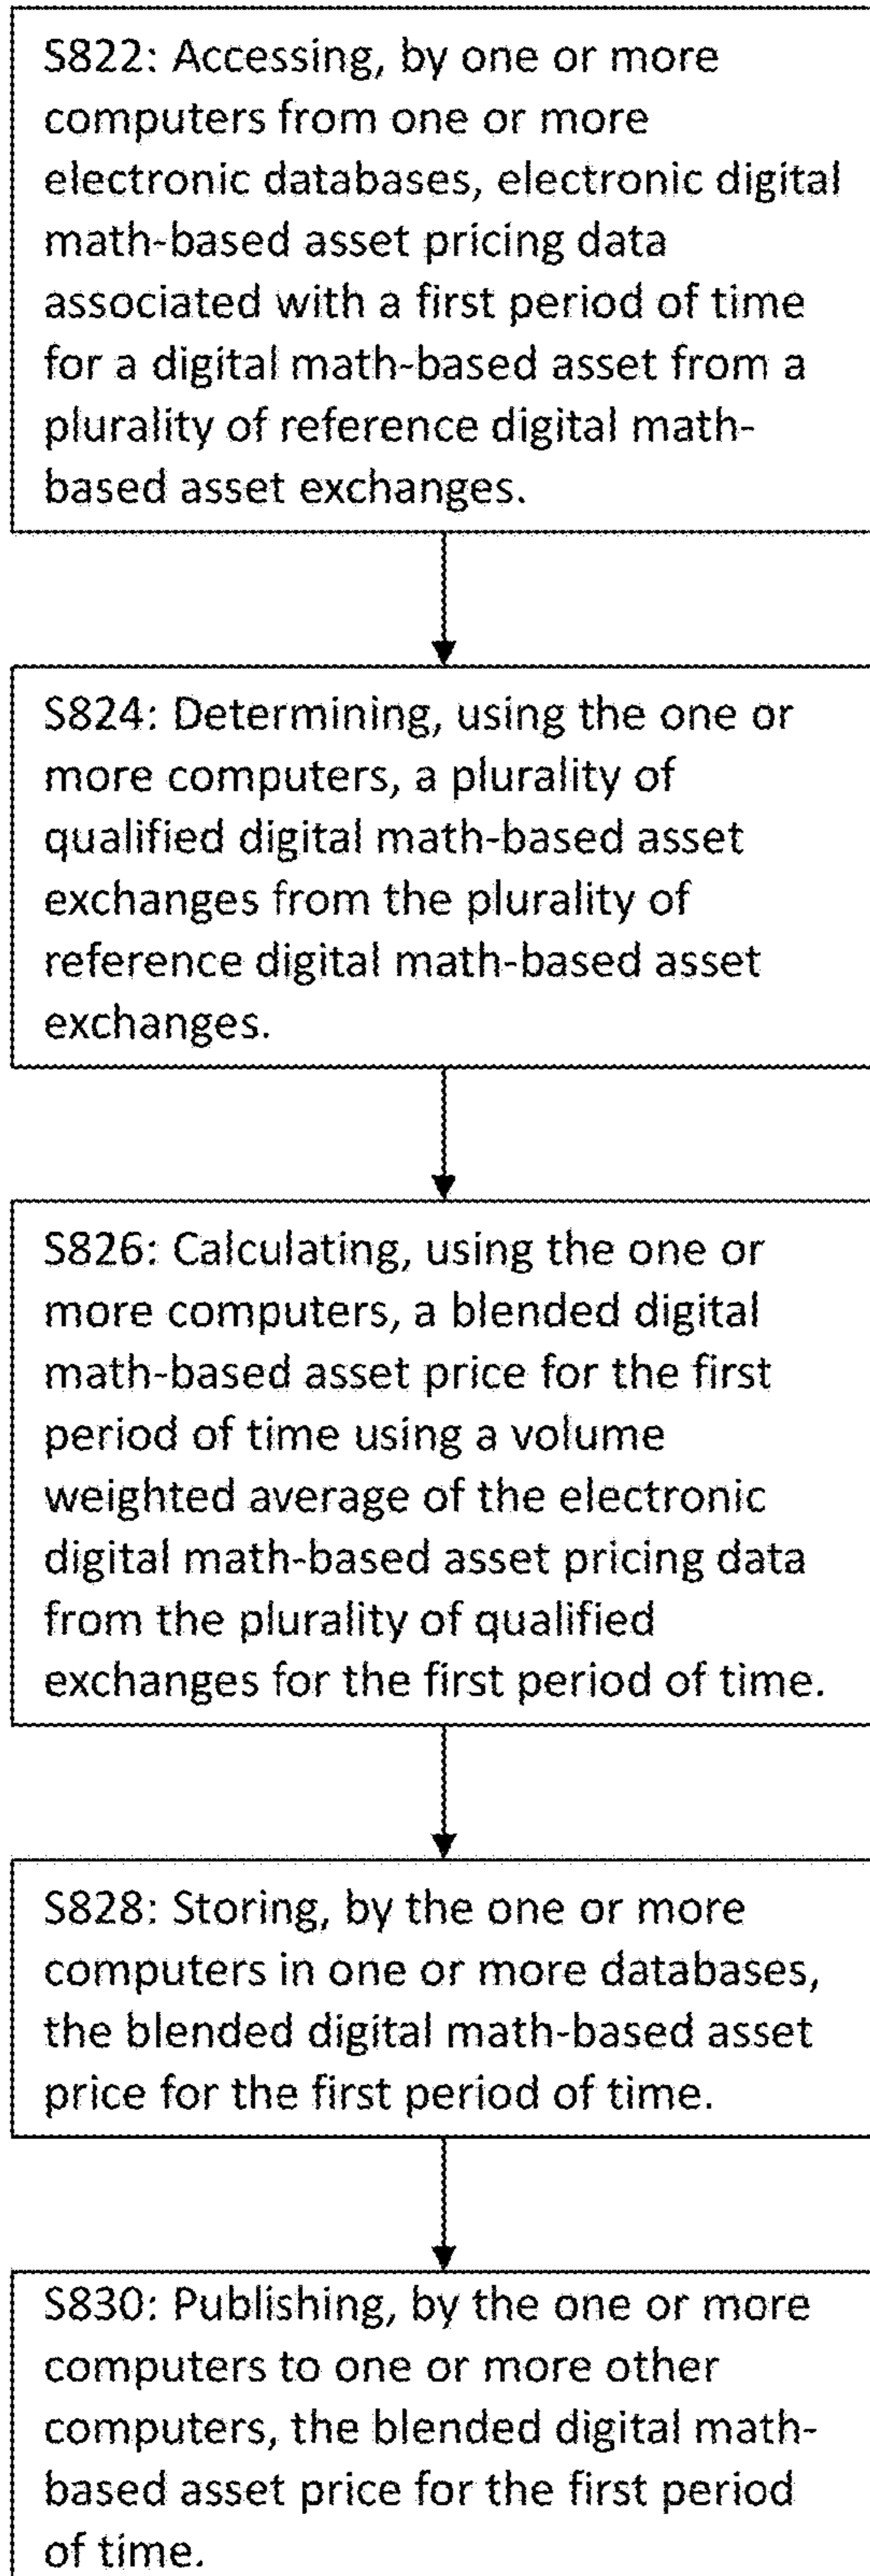 S822: Accessing, by one or more
computers from one or more
electronic databases, electronic digital
math-based asset pricing data
associated with a first period of time
for a digital math-based asset from a
plurality of reference digital math-
based asset exchanges.
S824: Determining, using the one or
more computers, a plurality of
qualified digital math-based asset
exchanges from the plurality of
reference digital math-based asset
exchanges.
S826: Calculating, using the one or
more computers, a blended digital
math-based asset price for the first
period of time using a volume
weighted average of the electronic
digital math-based asset pricing data
from the plurality of qualified
exchanges for the first period of time.
S828: Storing, by the one or more
computers in one or more databases,
the blended digital math-based asset
price for the first period of time.
S830: Publishing, by the one or more
computers to one or more other
computers, the blended digital math-
based asset price for the first period
of time.